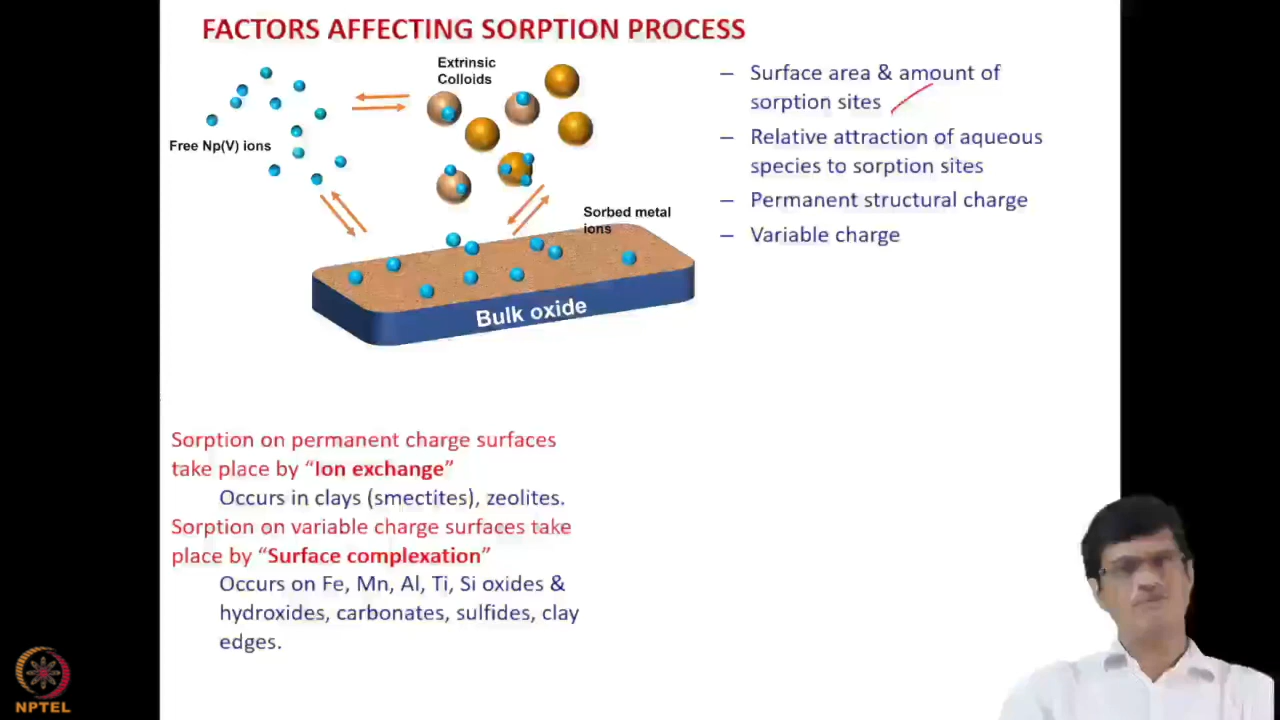 FACTORS AFFECTING SORPTION PROCESS
Extrinsic
Colloids
Free Np(V) ions
Sorbed metal
ions
Bulk oxide
– Surface area & amount of
sorption sites
– Relative attraction of aqueous
species to sorption sites
– Permanent structural charge
– Variable charge
Sorption on permanent charge surfaces
take place by “Ion exchange”
Occurs in clays (smectites), zeolites.
Sorption on variable charge surfaces take
place by “Surface complexation”
Occurs on Fe, Mn, Al, Ti, Si oxides &
hydroxides, carbonates, sulfides, clay
edges.
NPTEL